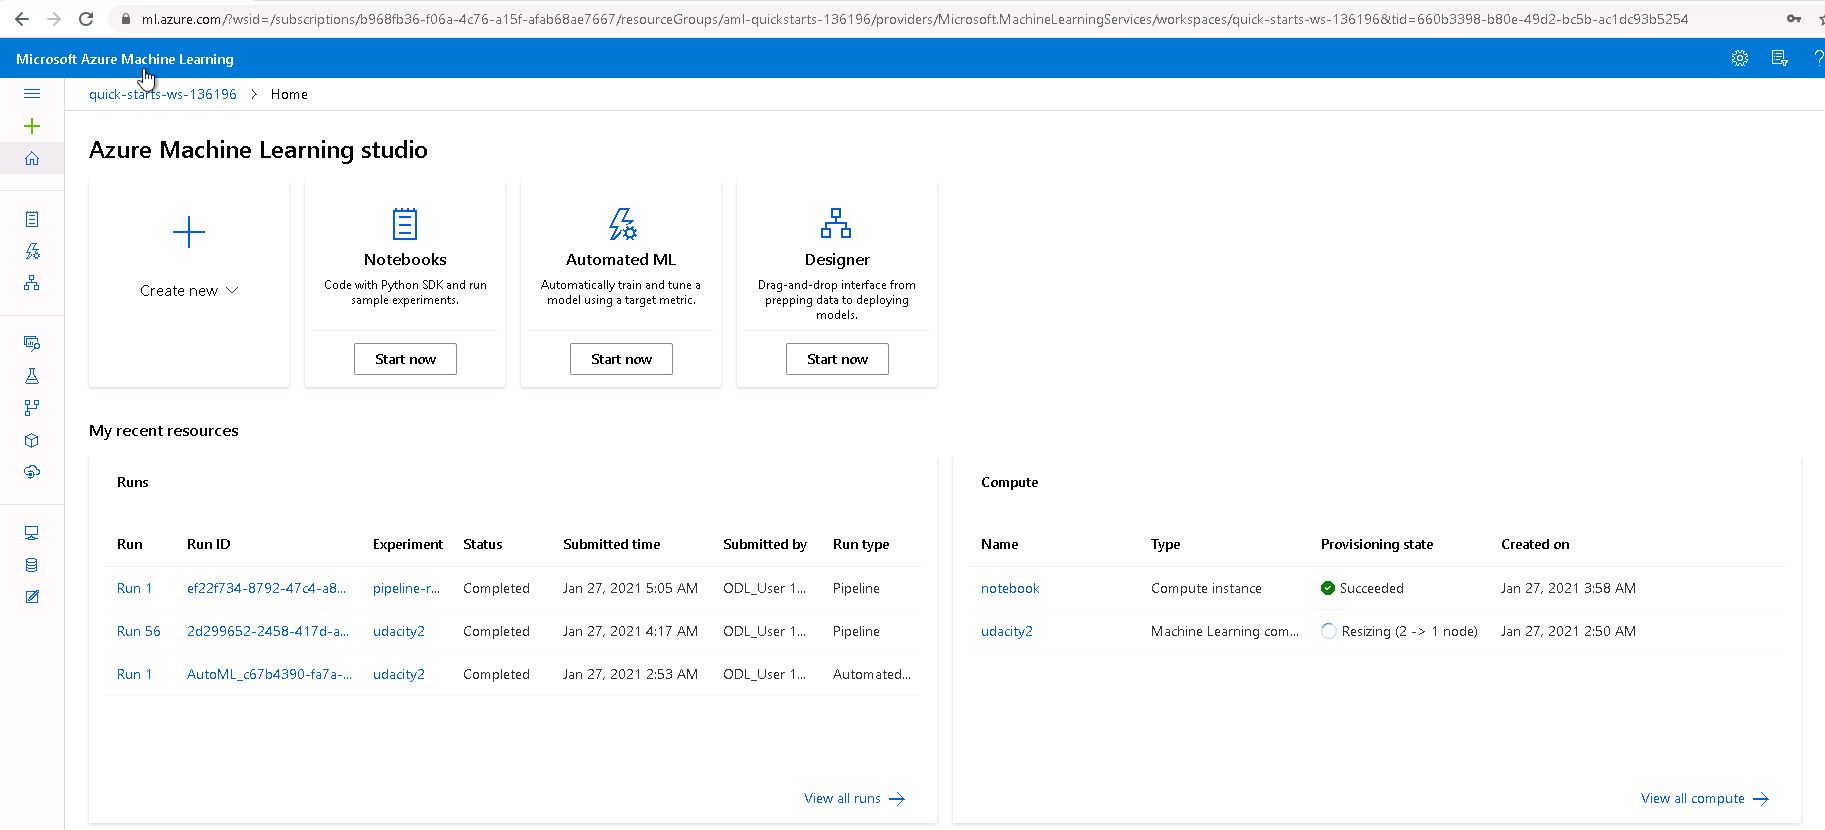 ml.azure.com/?wsid=/subscriptions/b968fb36-f06a-4c76-a15f-afab68ae7667/resourceGroups/aml-quickstarts-136196/providers/Microsoft.MachineLearningServices/workspaces/quick-starts-ws-136196&tid=660b3398-b80e-49d2-bc5b-ac1dc93b5254
Microsoft Azure Machine Learning
quick-starts-ws-136196 > Home
Azure Machine Learning studio
Create new
Notebooks
Code with Python SDK and run
sample experiments.
Start now
Automated ML
Automatically train and tune a
model using a target metric.
Start now
Designer
Drag-and-drop interface from
prepping data to deploying
models.
Start now
My recent resources
Runs
Run Run ID Experiment Status Submitted time Submitted by Run type
Run 1 ef22f734-8792-47c4-a8... pipeline-r... Completed Jan 27, 2021 5:05 AM ODL_User 1... Pipeline
Run 56 2d299652-2458-417d-a... udacity2 Completed Jan 27, 2021 4:17 AM ODL_User 1... Pipeline
Run 1 AutoML_c67b4390-fa7a-... udacity2 Completed Jan 27, 2021 2:53 AM ODL_User 1... Automated...
View all runs
Compute
Name Type Provisioning state Created on
notebook Compute instance Succeeded Jan 27, 2021 3:58 AM
udacity2 Machine Learning com... Resizing (2 -> 1 node) Jan 27, 2021 2:50 AM
View all compute